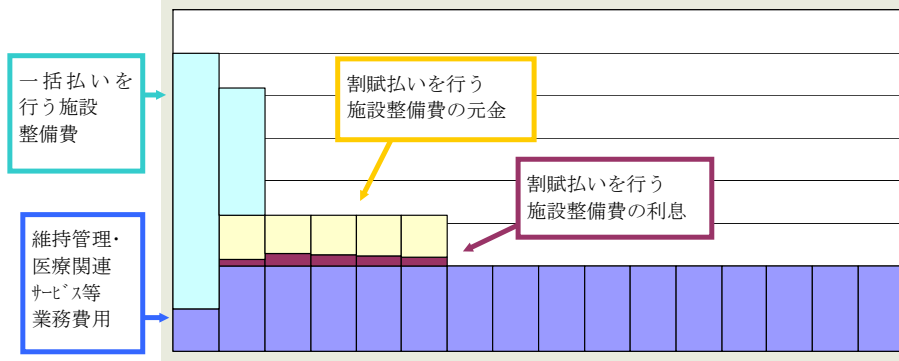 一括払いを
行う施設
整備費
割賦払いを行う
施設整備費の元金
割賦払いを行う
施設整備費の利息
維持管理・
医療関連
ｻｰﾋﾞｽ等
業務費用